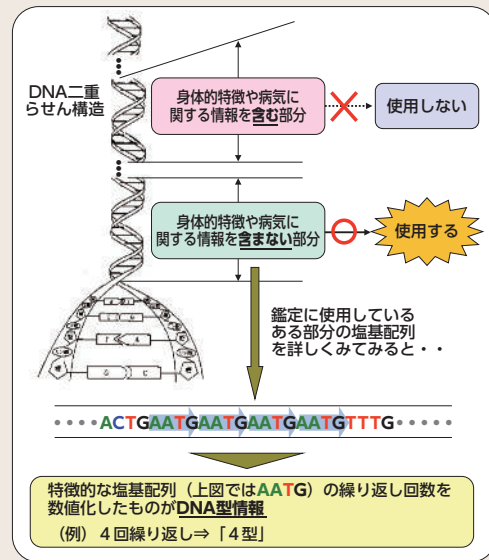 DNA二重
らせん構造
身体的特徴や病気に
関する情報を含む部分
使用しない
身体的特徴や病気に
関する情報を含まない部分
使用する
鑑定に使用している
ある部分の塩基配列
を詳しくみてみると・・
・・・・ACTGAATGAATGAATGAATGTTTG・・・・・
特徴的な塩基配列（上図ではAATG）の繰り返し回数を
数値化したものがDNA型情報
（例）４回繰り返し⇒「４型」